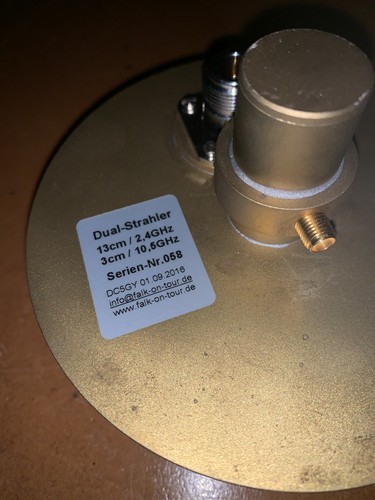 Dual-Strahler
13cm / 2,4GHz
3cm / 10,5GHz
Serien-Nr.058
DC5GY 01 09.2016
info@falk-on-tour.de
www.falk-on-tour.de